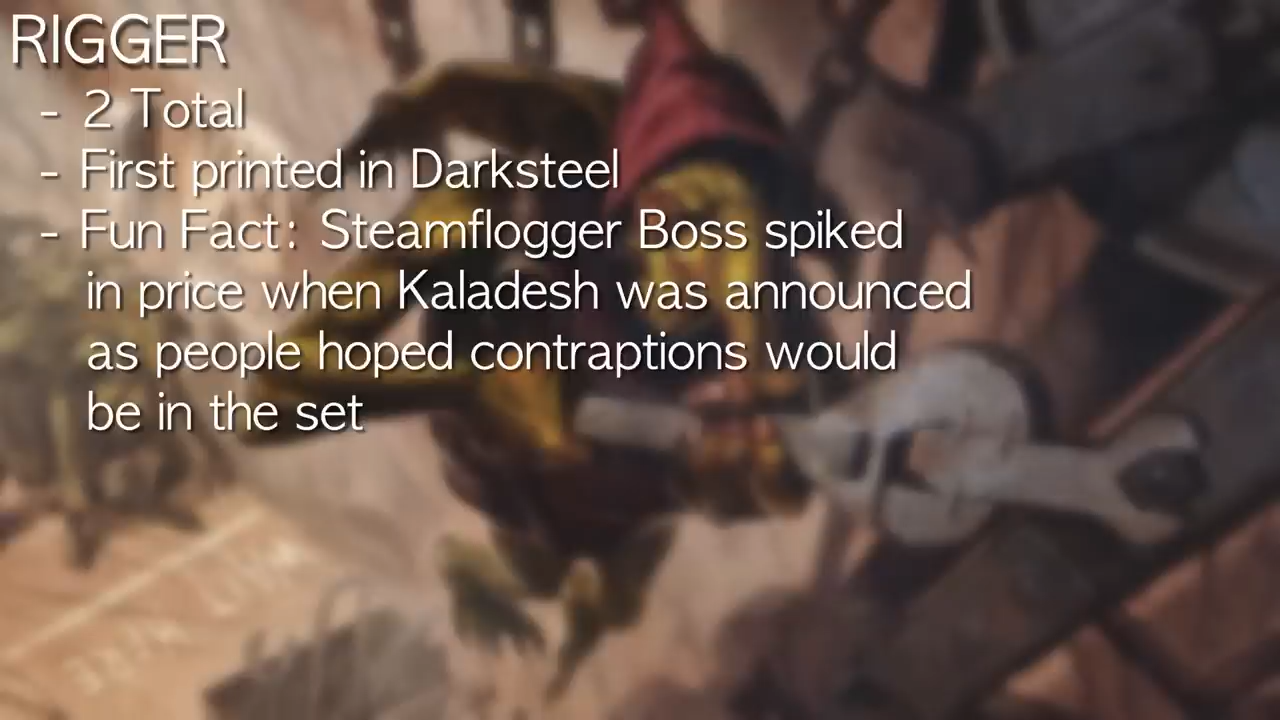 RIGGER
- 2 Total
- First printed in Darksteel
- Fun Fact: Steamflogger Boss spiked
in price when Kaladesh was announced
as people hoped contraptions would
be in the set